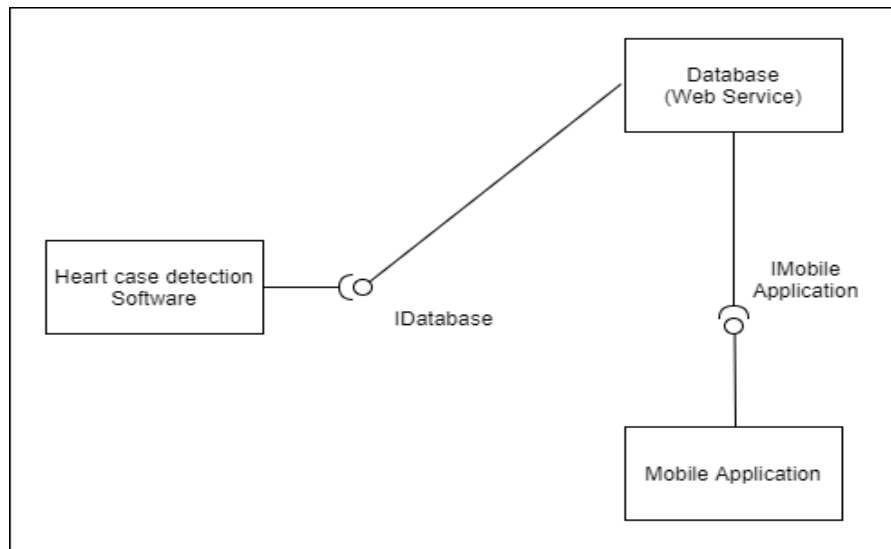 Database
(Web Service)
Heart case detection
Software
IDatabase
IMobile
Application
Mobile Application